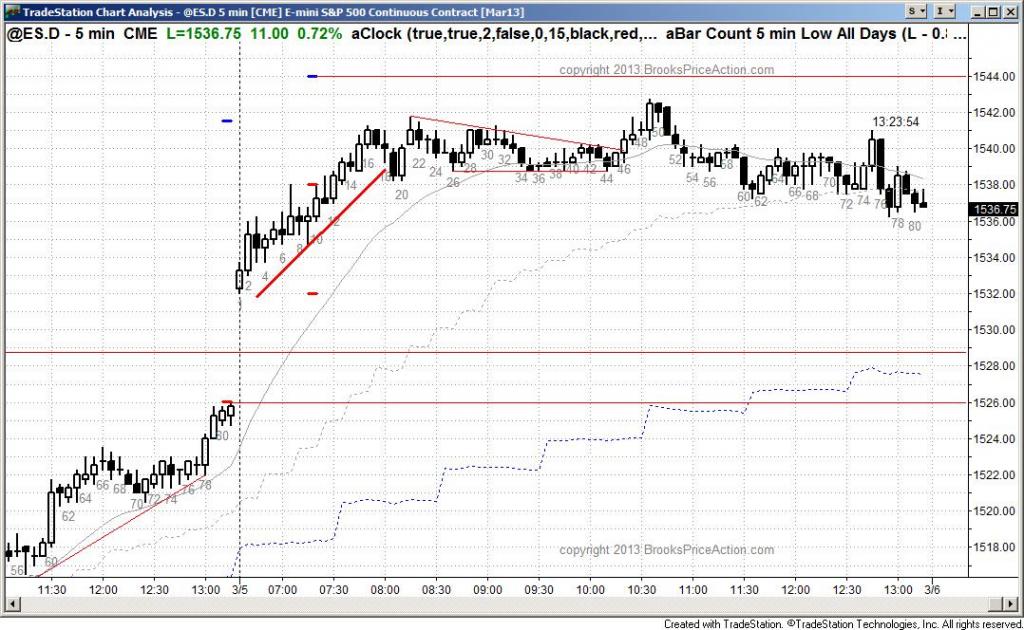 TradeStation Chart Analysis - @ES.D 5 min [CME] E-mini S&P 500 Continuous Contract [Mar13]
S I
@ES.D - 5 min CME L=1536.75 11.00 0.72% aClock (true,true,2,false,0,15,black,red,... aBar Count 5 min Low All Days (L - 0.8 ...
copyright 2013 BrooksPriceAction.com
1544.00
1542.00
13:23:54
1540.00
1538.00
1536.75
1536.00
1534.00
1532.00
1530.00
1528.00
1526.00
1524.00
1522.00
1520.00
1518.00
56 60 62 64 66 68 70 72 74 76 78 80
2 4 6 8 10 12 14 16 18 20 22 24 26 28 30 32 34 36 38 40 42 44 46 48 50 52 54 56 58 60 62 64 66 68 70 72 74 76 78 80
copyright 2013 BrooksPriceAction.com
11:30 12:00 12:30 13:00 3/5 07:00 07:30 08:00 08:30 09:00 09:30 10:00 10:30 11:00 11:30 12:00 12:30 13:00 3/6
Created with TradeStation. ©TradeStation Technologies, Inc. All rights reserved.